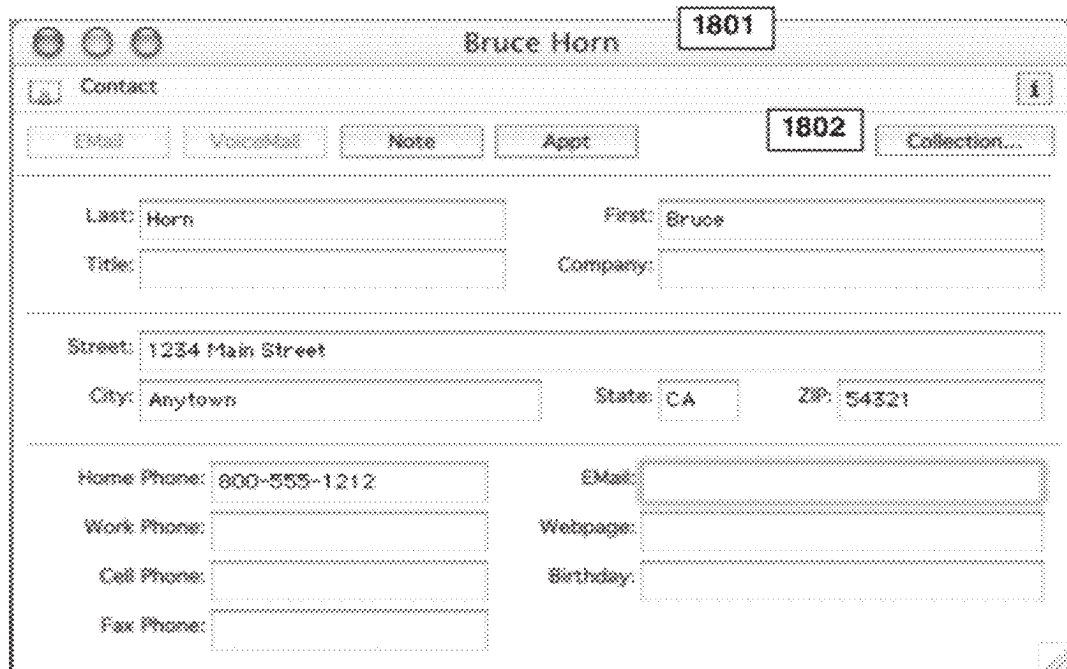 Bruce Horn 1801
Contact i
EMail VoiceMail Note Appt 1802 Collection...
Last: Horn First: Bruce
Title: Company:
Street: 1234 Main Street
City: Anytown State: CA ZIP: 54321
Home Phone: 800-555-1212 EMail:
Work Phone: Webpage:
Cell Phone: Birthday:
Fax Phone: